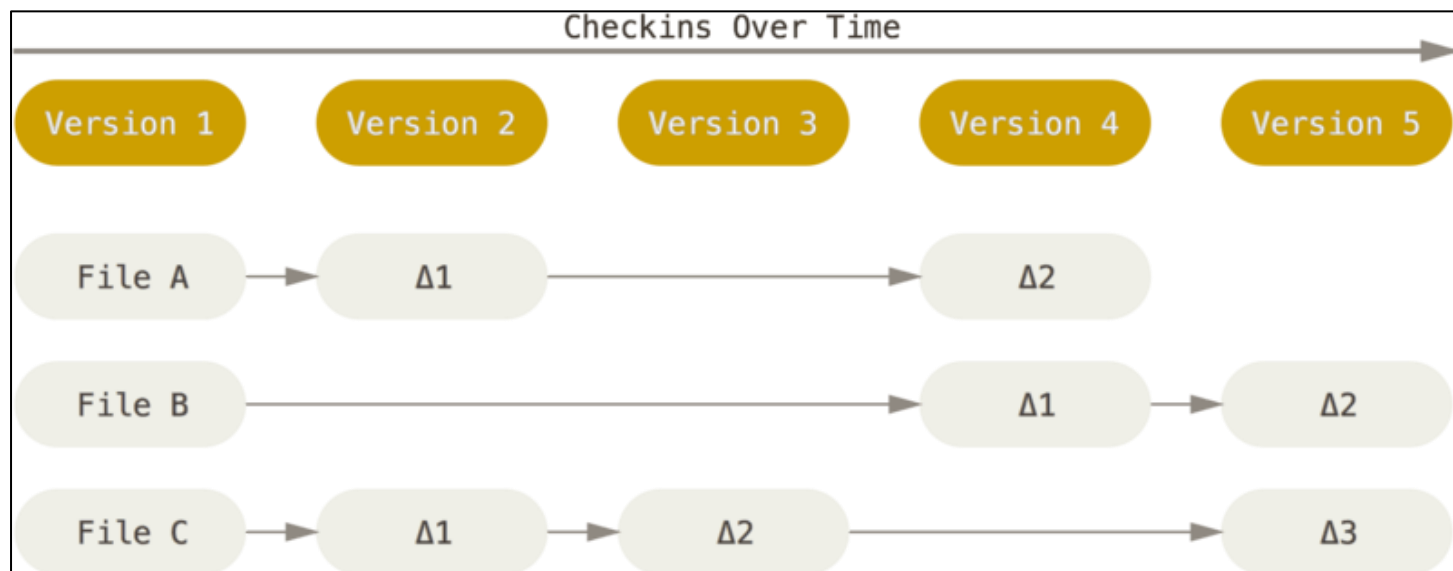 Checkins Over Time
Version 1 Version 2 Version 3 Version 4 Version 5
File A Δ1 Δ2
File B Δ1 Δ2
File C Δ1 Δ2 Δ3